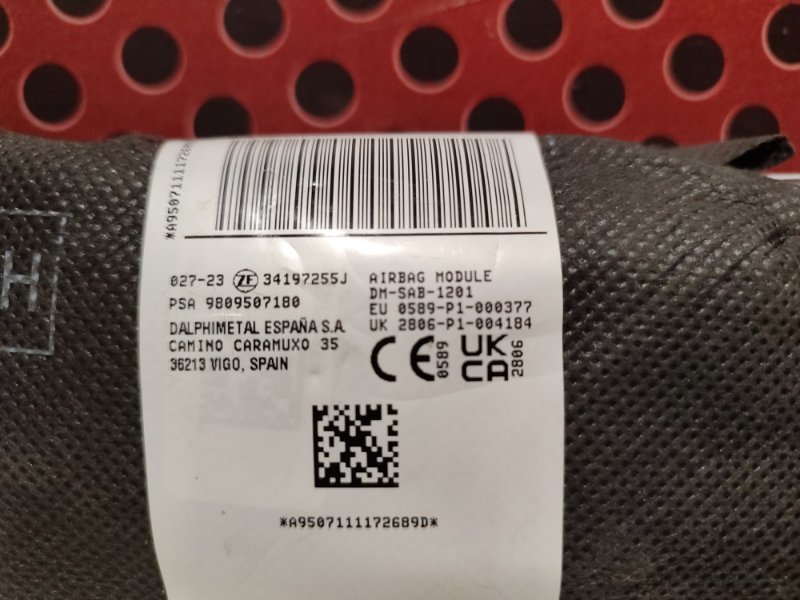 *A9507111172689
027-23 ZF 34197255J
PSA 9809507180
DALPHIMETAL ESPAÑA S.A.
CAMINO CARAMUXO 35
36213 VIGO, SPAIN
AIRBAG MODULE
DM-SAB-1201
EU 0589-P1-000377
UK 2806-P1-004184
CE 0589
UK
CA 2806
*A9507111172689D*
H